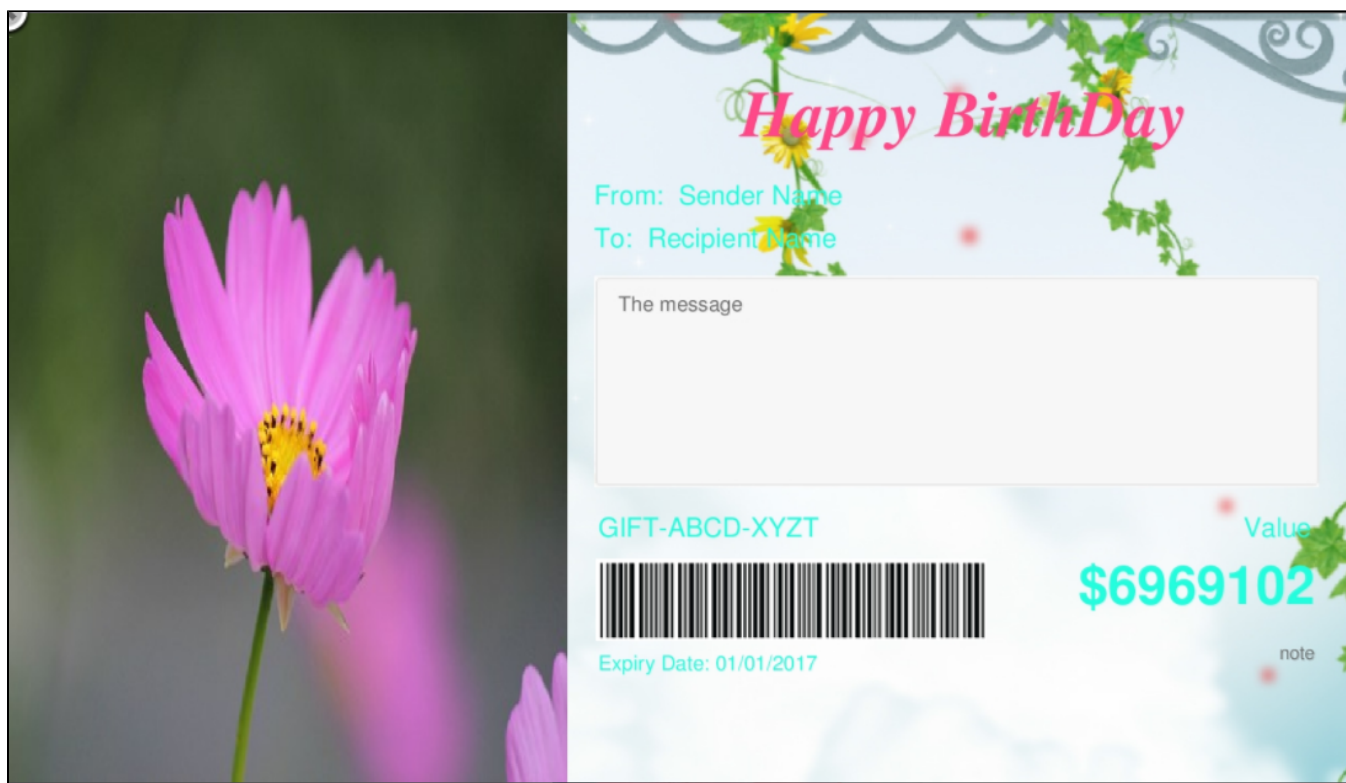 Happy BirthDay
From: Sender Name
To: Recipient Name
The message
GIFT-ABCD-XYZT
Value
$6969102
Expiry Date: 01/01/2017
note